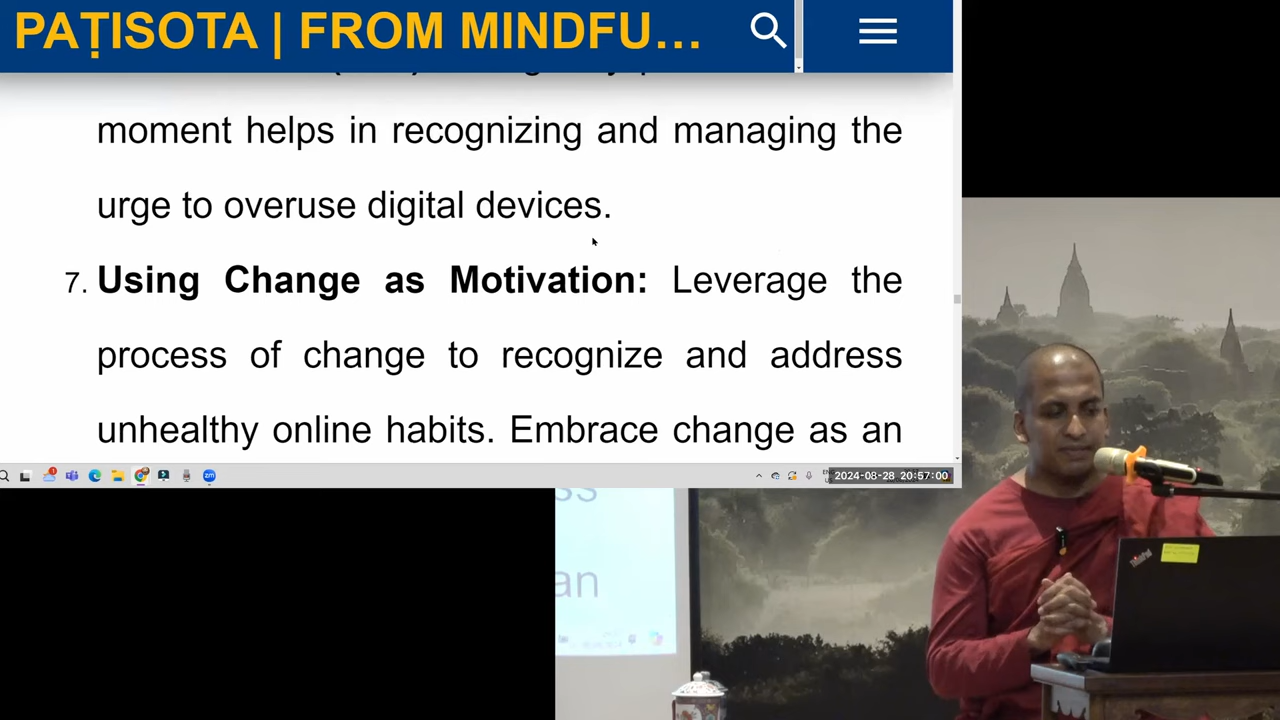 PAṬISOTA | FROM MINDFU...
moment helps in recognizing and managing the
urge to overuse digital devices.
7. Using Change as Motivation: Leverage the
process of change to recognize and address
unhealthy online habits. Embrace change as an
2024-08-28 20:57:00
ss
an